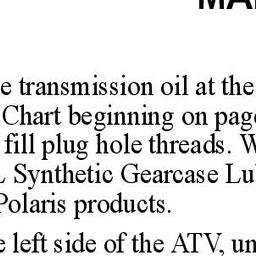 MA
e transmission oil at the
Chart beginning on page
fill plug hole threads. W
L Synthetic Gearcase Lu
Polaris products.
e left side of the ATV, un